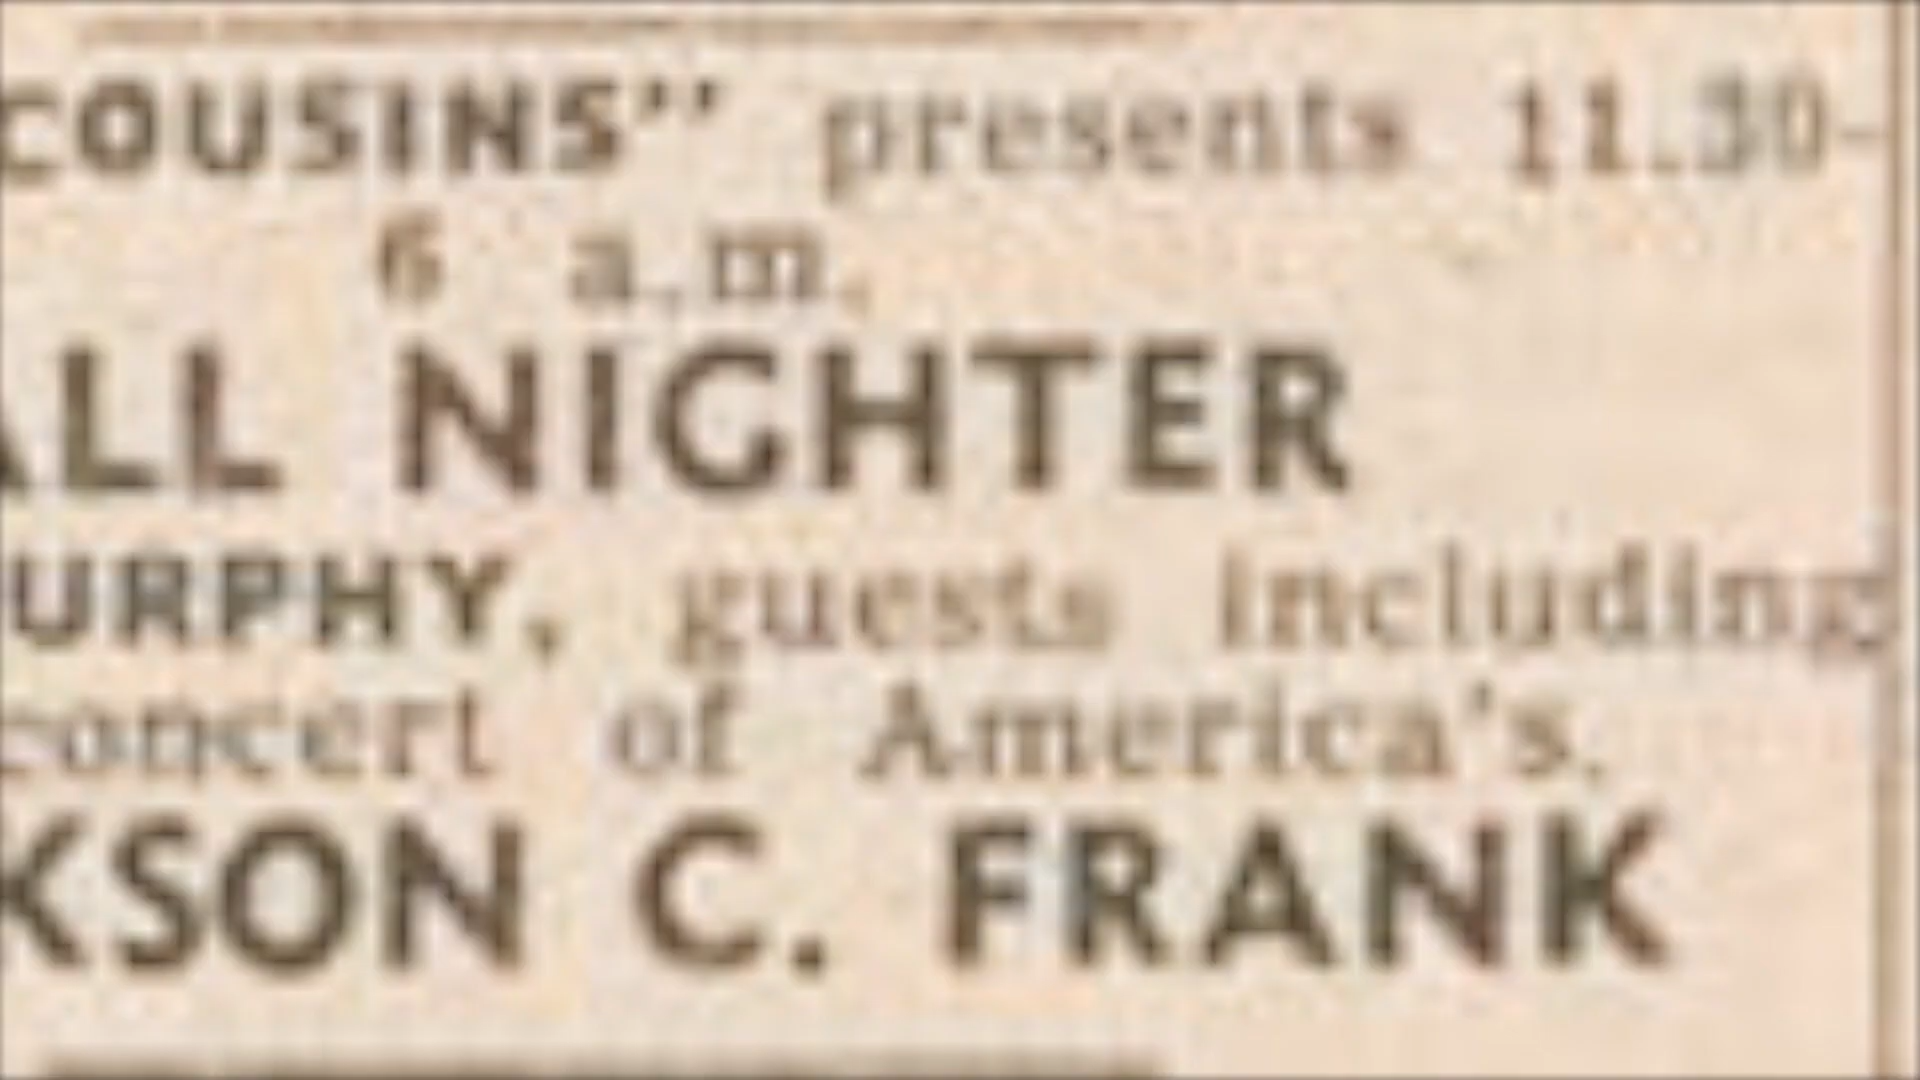 COUSINS" presents 11.30-
6 a.m.
ALL NIGHTER
URPHY, guests including
concert of America's.
KSON C. FRANK